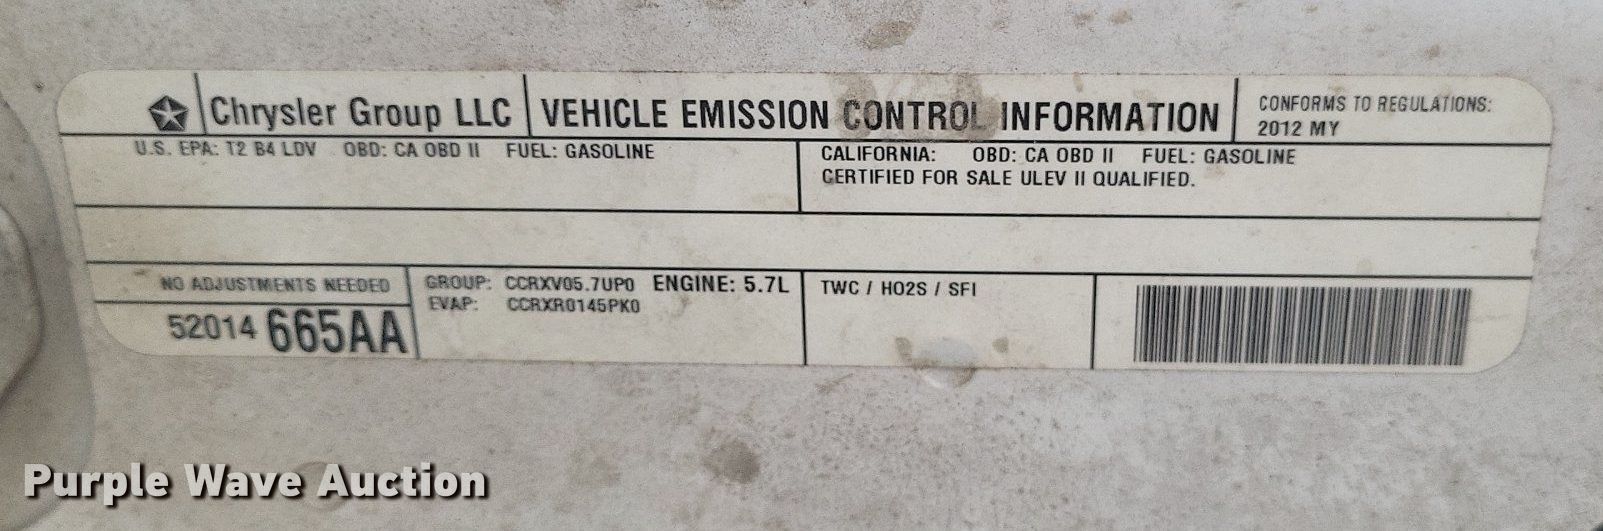 Chrysler Group LLC VEHICLE EMISSION CONTROL INFORMATION
CONFORMS TO REGULATIONS:
2012 MY
U.S. EPA: T2 B4 LDV OBD: CA OBD II FUEL: GASOLINE
CALIFORNIA: OBD: CA OBD II FUEL: GASOLINE
CERTIFIED FOR SALE ULEV II QUALIFIED.
NO ADJUSTMENTS NEEDED
52014 665AA
GROUP: CCRXV05.7UP0 ENGINE: 5.7L
EVAP: CCRXR0145PK0
TWC / HO2S / SFI
Purple Wave Auction